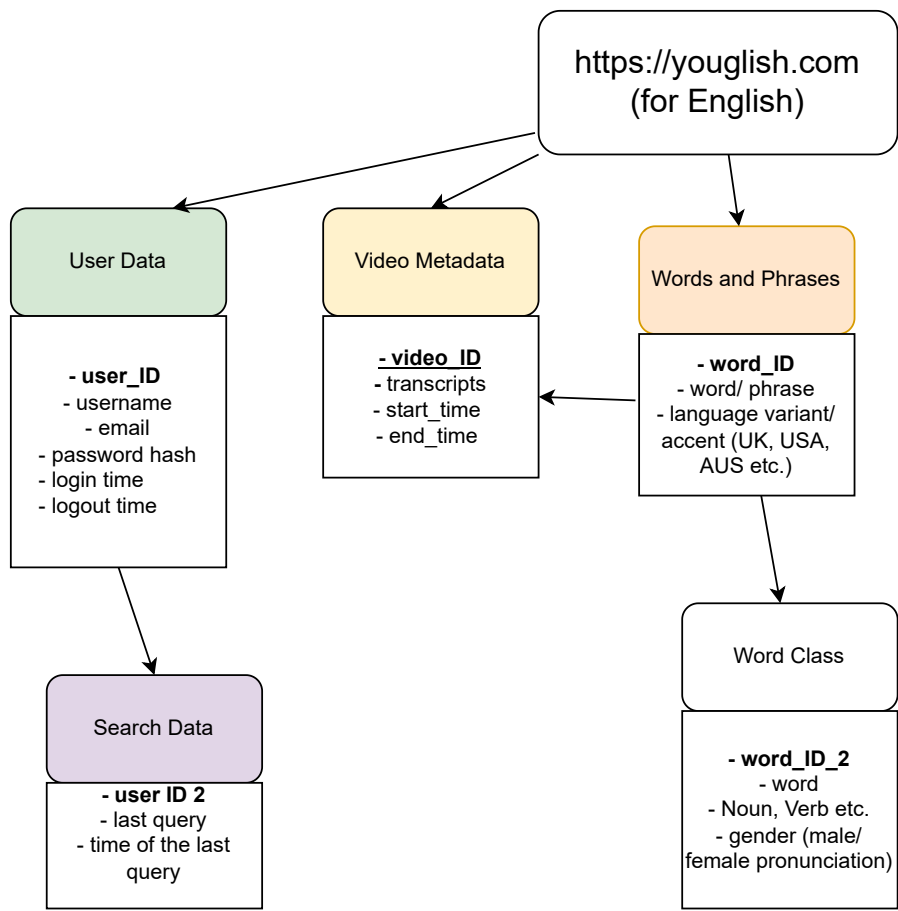 https://youglish.com
(for English)
User Data
- user_ID
- username
- email
- password hash
- login time
- logout time
Video Metadata
- video_ID
- transcripts
- start_time
- end_time
Words and Phrases
- word_ID
- word/ phrase
- language variant/
accent (UK, USA,
AUS etc.)
Search Data
- user ID 2
- last query
- time of the last
query
Word Class
- word_ID_2
- word
- Noun, Verb etc.
- gender (male/
female pronunciation)